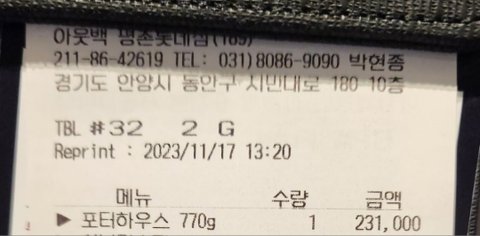 아웃백 평촌롯데점(169)
211-86-42619 TEL: 031)8086-9090 박현종
경기도 안양시 동안구 시민대로 180 10층
TBL #32 2 G
Reprint : 2023/11/17 13:20
메뉴 수량 금액
▶ 포터하우스 770g 1 231,000